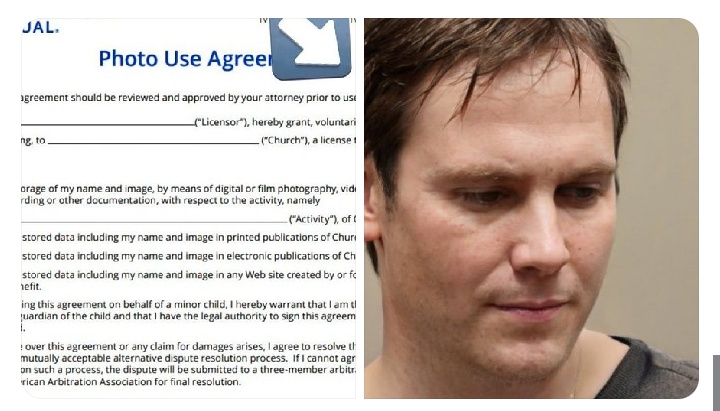 UAL.
Photo Use Agreer
agreement should be reviewed and approved by your attorney prior to use
("Licensor"), hereby grant, voluntari
ng, to ("Church"), a license t
orage of my name and image, by means of digital or film photography, vide
rding or other documentation, with respect to the activity, namely
("Activity"), of C
stored data including my name and image in printed publications of Churc
stored data including my name and image in electronic publications of Ch
stored data including my name and image in any Web site created by or fo
nefit.
ing this agreement on behalf of a minor child, I hereby warrant that I am th
guardian of the child and that I have the legal authority to sign this agreem
e over this agreement or any claim for damages arises, I agree to resolve th
mutually acceptable alternative dispute resolution process. If I cannot agr
on such a process, the dispute will be submitted to a three-member arbitra
erican Arbitration Association for final resolution.